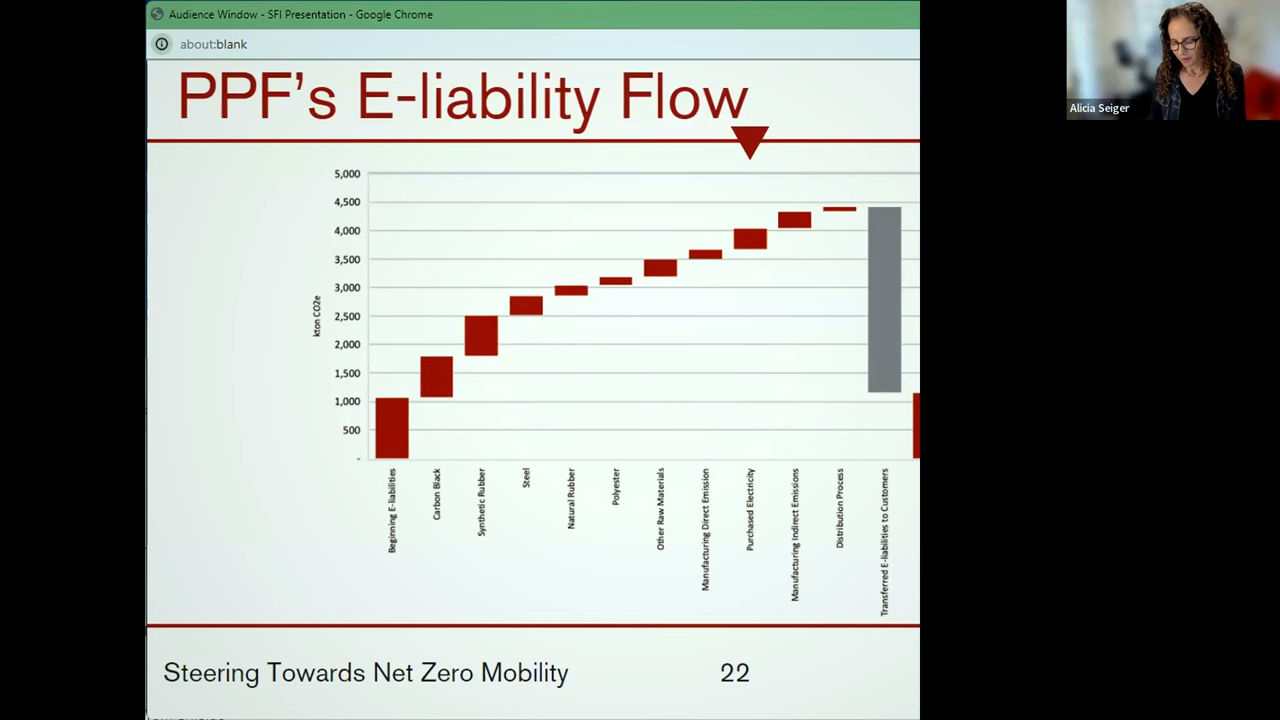 Audience Window - SFI Presentation - Google Chrome
about:blank
Alicia Seiger
PPF's E-liability Flow
5,000
4,500
4,000
3,500
3,000
2,500
2,000
1,500
1,000
500
-
kton CO2e
Beginning E-liabilities
Carbon Black
Synthetic Rubber
Steel
Natural Rubber
Polyester
Other Raw Materials
Manufacturing Direct Emission
Purchased Electricity
Manufacturing Indirect Emissions
Distribution Process
Transferred E-liabilities to Customers
Steering Towards Net Zero Mobility
22